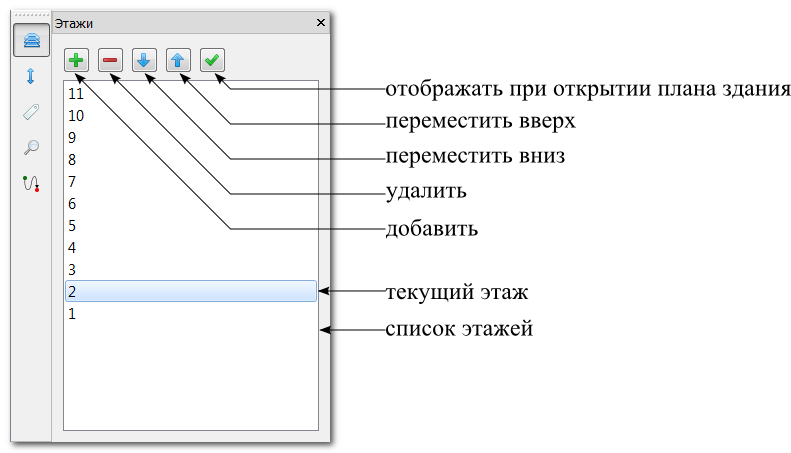 Этажи
11
10
9
8
7
6
5
4
3
2
1
отображать при открытии плана здания
переместить вверх
переместить вниз
удалить
добавить
текущий этаж
список этажей